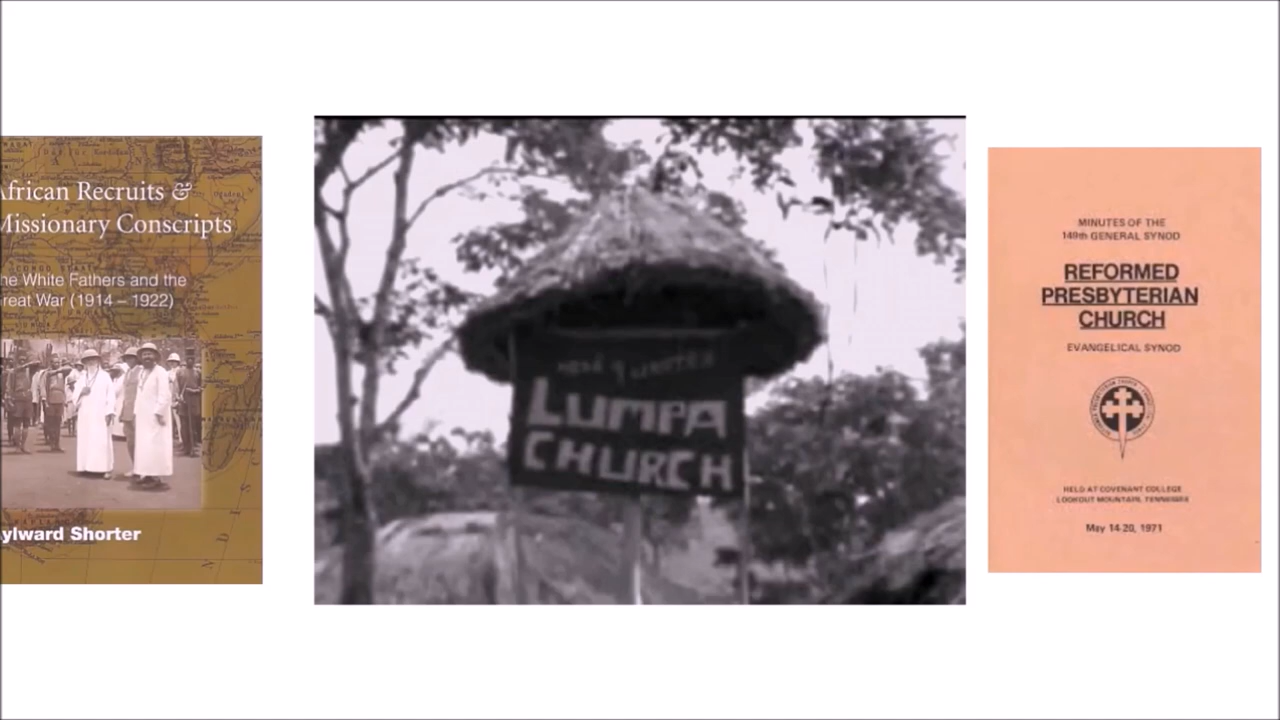 African Recruits &
Missionary Conscripts
he White Fathers and the
reat War (1914 – 1922)
ylward Shorter
LUMPA
CHURCH
MINUTES OF THE
149th GENERAL SYNOD
REFORMED
PRESBYTERIAN
CHURCH
EVANGELICAL SYNOD
HELD AT COVENANT COLLEGE
LOOKOUT MOUNTAIN, TENNESSEE
May 14-20, 1971